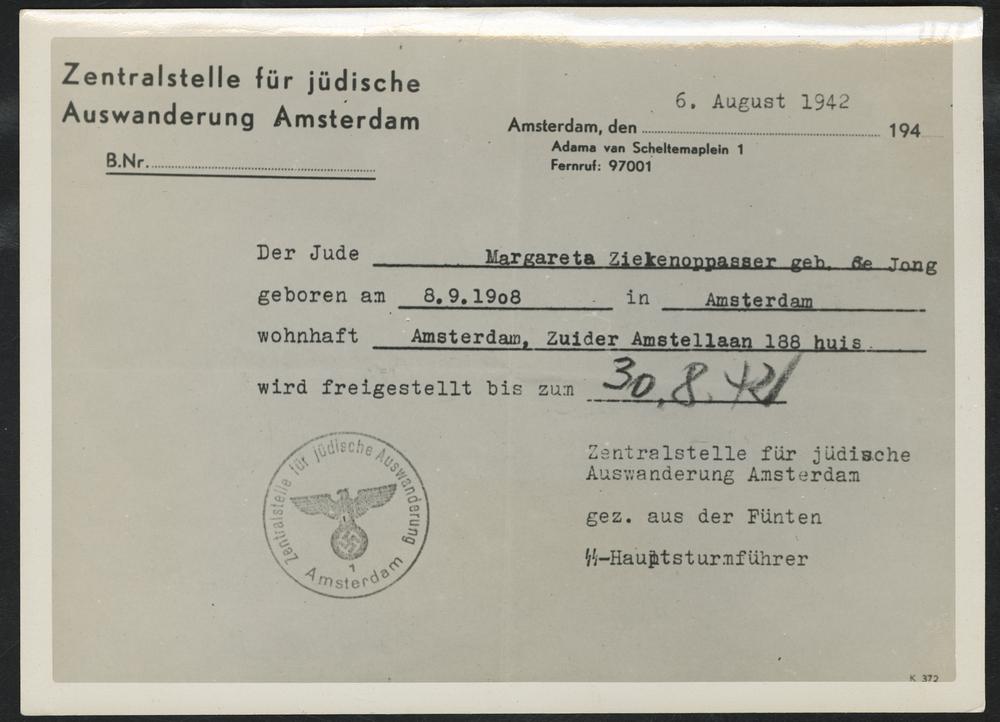 Zentralstelle für jüdische
Auswanderung Amsterdam
B.Nr.
6. August 1942
Amsterdam, den 194
Adama van Scheltemaplein 1
Fernruf: 97001
Der Jude Margareta Ziekenoppasser geb. de Jong
geboren am 8.9.1908 in Amsterdam
wohnhaft Amsterdam, Zuider Amstellaan 188 huis
wird freigestellt bis zum 30.8.42
Zentralstelle für jüdische
Auswanderung Amsterdam
gez. aus der Fünten
SS-Hauptsturmführer
Zentralstelle für jüdische Auswanderung
1
Amsterdam
K 372